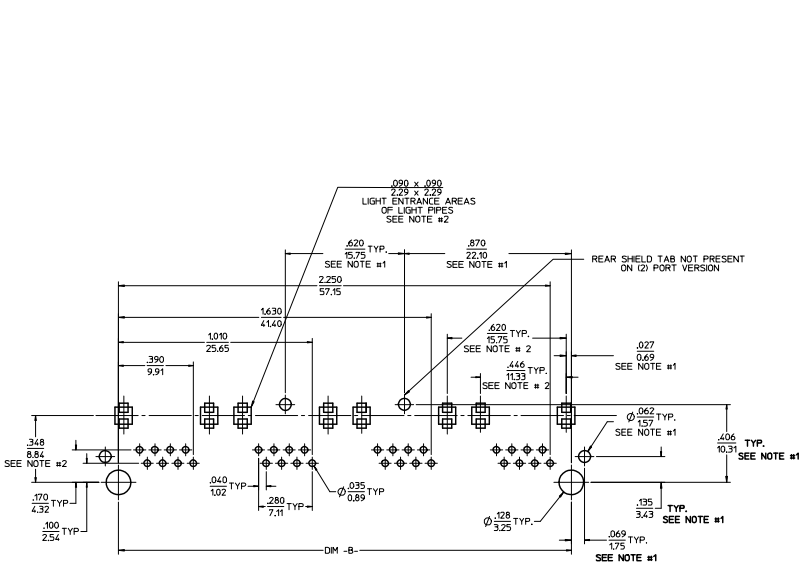 .090 x .090
2.29 x 2.29
LIGHT ENTRANCE AREAS
OF LIGHT PIPES
SEE NOTE #2
.620 TYP.
15.75
SEE NOTE #1
.870
22.10
SEE NOTE #1
REAR SHIELD TAB NOT PRESENT
ON (2) PORT VERSION
2.250
57.15
1.630
41.40
1.010
25.65
.390
9.91
.620 TYP.
15.75
SEE NOTE # 2
.446 TYP.
11.33
SEE NOTE # 2
.027
0.69
SEE NOTE #1
Ø .062 TYP.
1.57
SEE NOTE #1
.406 TYP.
10.31 SEE NOTE #1
.348
8.84
SEE NOTE #2
.170 TYP
4.32
.100 TYP
2.54
.040
1.02
.280 TYP
7.11
Ø .035 TYP
0.89
Ø .128 TYP.
3.25
.135 TYP.
3.43 SEE NOTE #1
.069 TYP.
1.75
SEE NOTE #1
DIM -B-